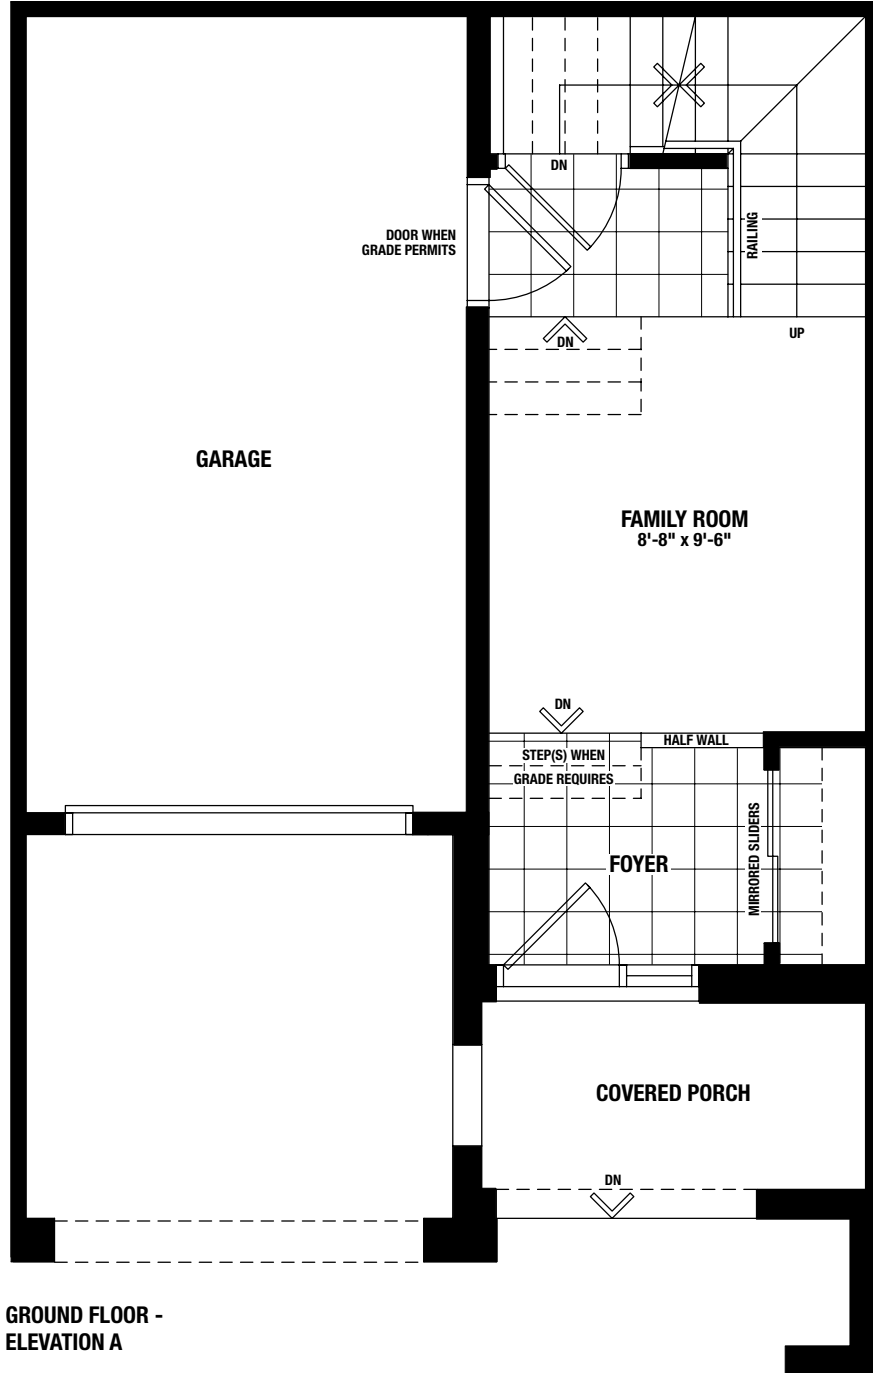 DN
DOOR WHEN
GRADE PERMITS
RAILING
DN
UP
GARAGE
FAMILY ROOM
8'-8" x 9'-6"
DN
HALF WALL
STEP(S) WHEN
GRADE REQUIRES
MIRRORED SLIDERS
FOYER
COVERED PORCH
DN
GROUND FLOOR -
ELEVATION A